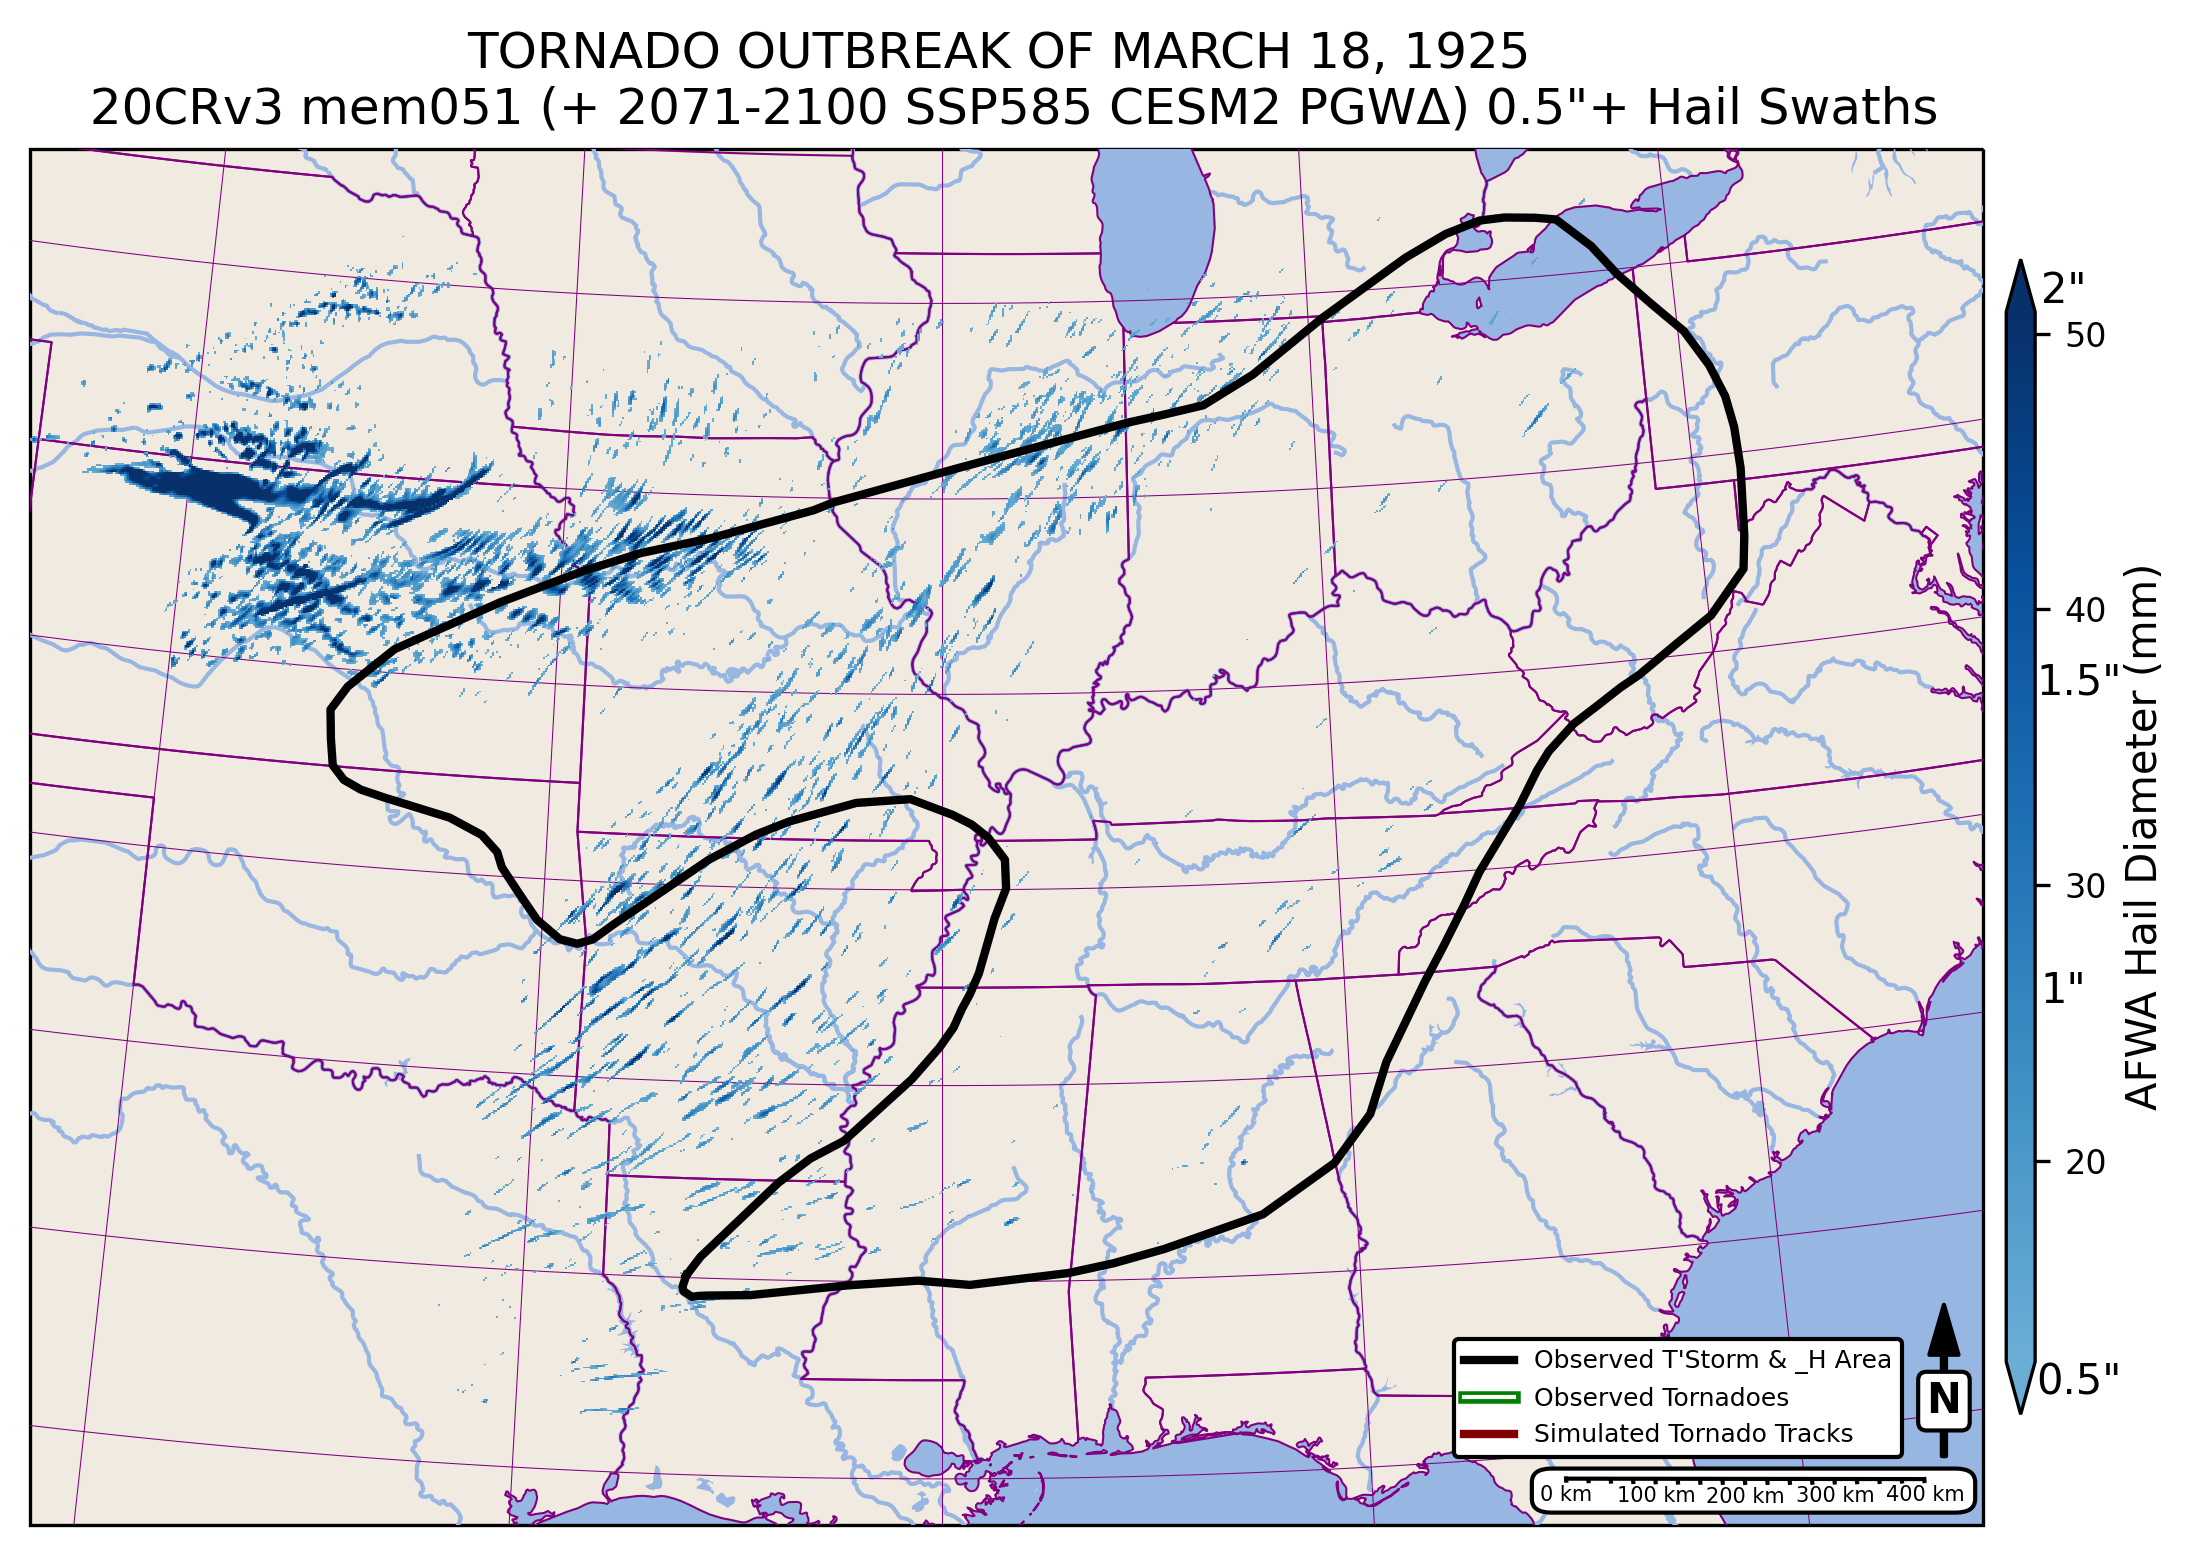 TORNADO OUTBREAK OF MARCH 18, 1925
20CRv3 mem051 (+ 2071-2100 SSP585 CESM2 PGWΔ) 0.5"+ Hail Swaths
2"
50
40
1.5"
30
1"
20
0.5"
AFWA Hail Diameter (mm)
Observed T'Storm & _H Area
Observed Tornadoes
Simulated Tornado Tracks
N
0 km 100 km 200 km 300 km 400 km